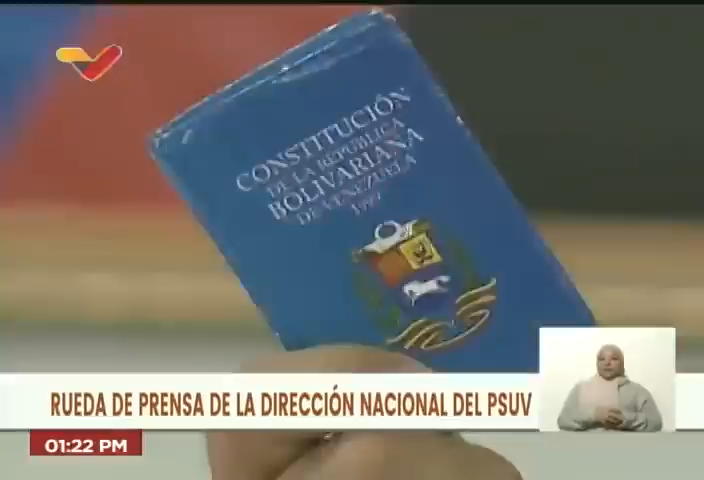 CONSTITUCIÓN
DE LA REPÚBLICA
BOLIVARIANA
DE VENEZUELA
1999
RUEDA DE PRENSA DE LA DIRECCIÓN NACIONAL DEL PSUV
01:22 PM